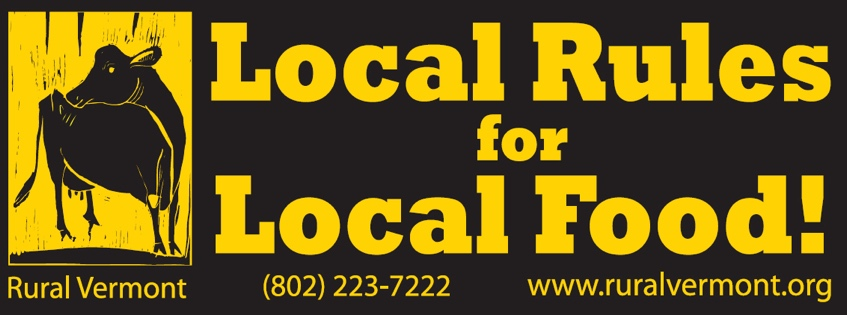 Local Rules
for
Local Food!
Rural Vermont (802) 223-7222 www.ruralvermont.org